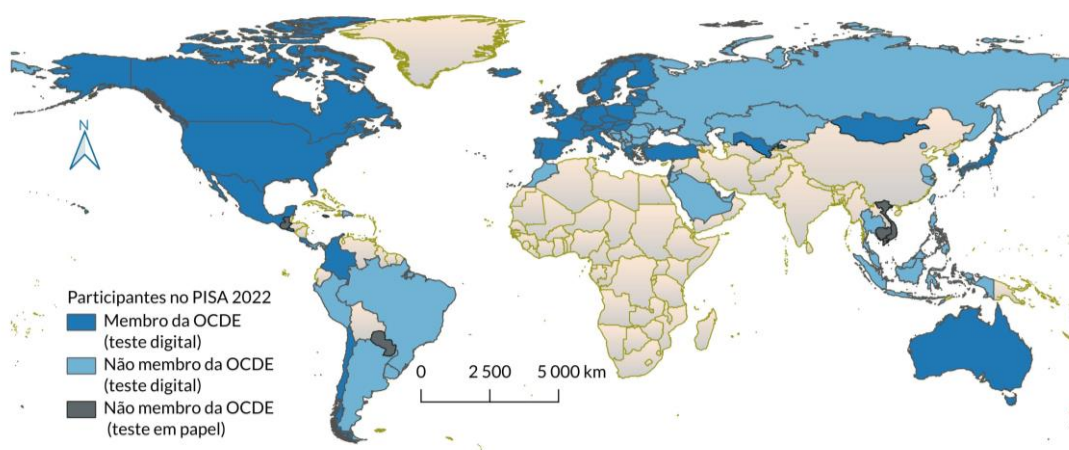 N
Participantes no PISA 2022
Membro da OCDE
(teste digital)
Não membro da OCDE
(teste digital)
Não membro da OCDE
(teste em papel)
0 2 500 5 000 km